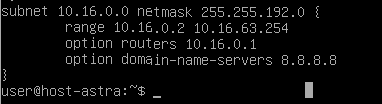 subnet 10.16.0.0 netmask 255.255.192.0 {
range 10.16.0.2 10.16.63.254
option routers 10.16.0.1
option domain-name-servers 8.8.8.8
}
user@host-astra:~$ _